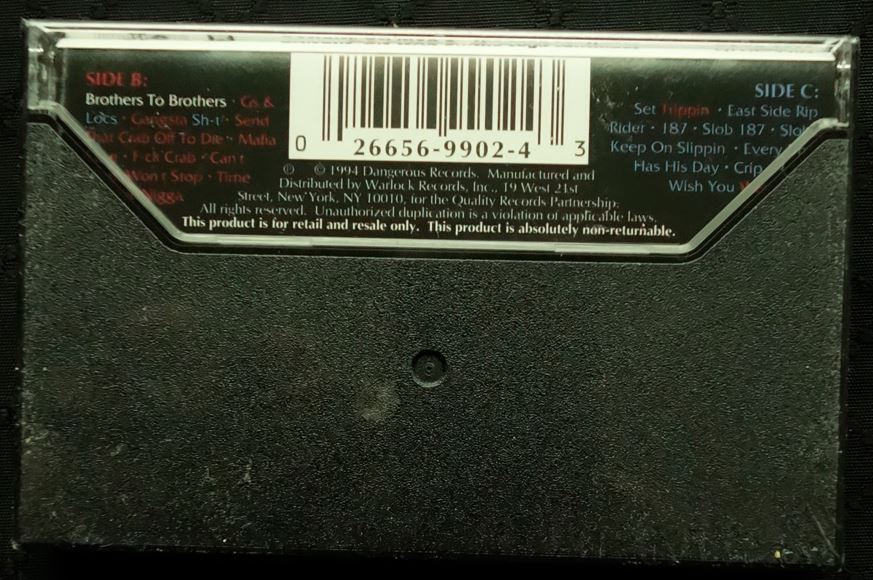 SIDE B:
Brothers To Brothers · Cs &
Locs · Gangsta Sh-t · Send
That Crab Off To Die · Mafia
· F-ck Crab · Can't
Won't Stop · Time
Nigga
0 26656-9902-4 3
℗ © 1994 Dangerous Records. Manufactured and
Distributed by Warlock Records, Inc., 19 West 21st
Street, New York, NY 10010, for the Quality Records Partnership.
All rights reserved. Unauthorized duplication is a violation of applicable laws.
This product is for retail and resale only. This product is absolutely non-returnable.
SIDE C:
Set Trippin · East Side Rip
Rider · 187 · Slob 187 ·
Keep On Slippin · Every
Has His Day · Crip
Wish You